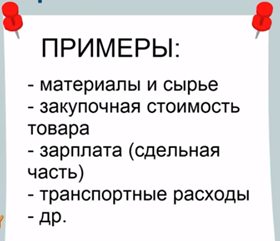 ПРИМЕРЫ:
- материалы и сырье
- закупочная стоимость
товара
- зарплата (сдельная
часть)
- транспортные расходы
- др.